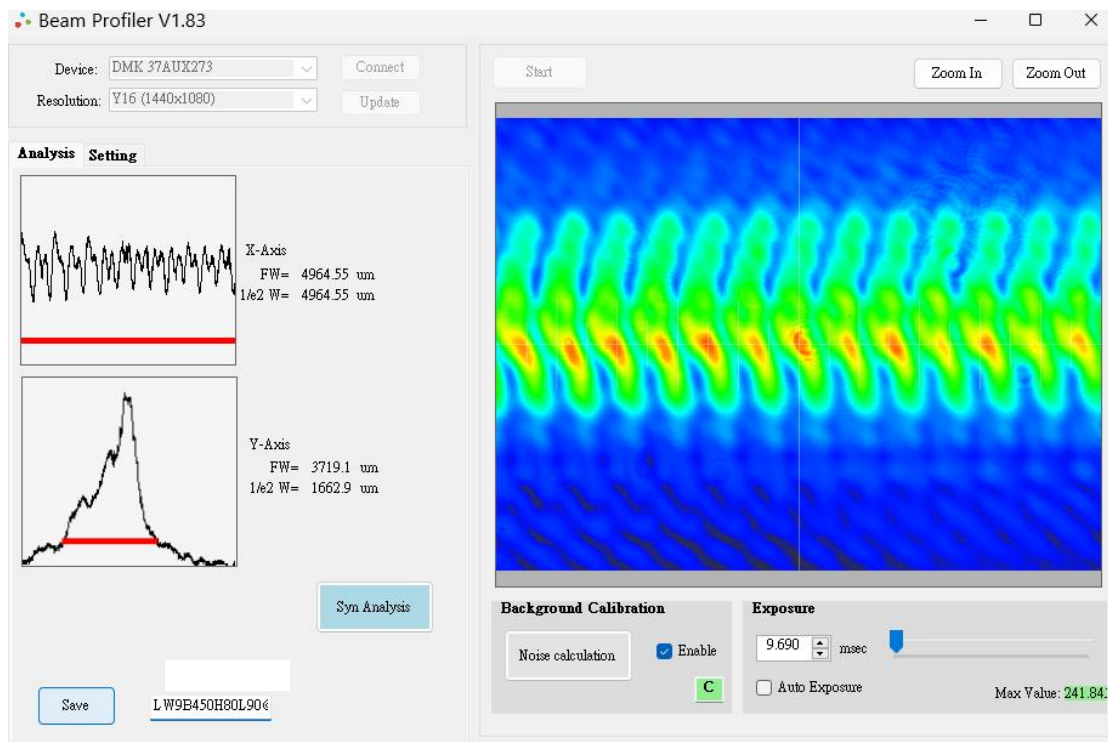 Beam Profiler V1.83
Device: DMK 37AUX273 Connect
Resolution: Y16 (1440x1080) Update
Analysis Setting
X-Axis
FW= 4964.55 um
1/e2 W= 4964.55 um
Y-Axis
FW= 3719.1 um
1/e2 W= 1662.9 um
Syn Analysis
Save
Start Zoom In Zoom Out
Background Calibration
Noise calculation Enable
C
Exposure
9.690 msec
Auto Exposure Max Value: 241.84